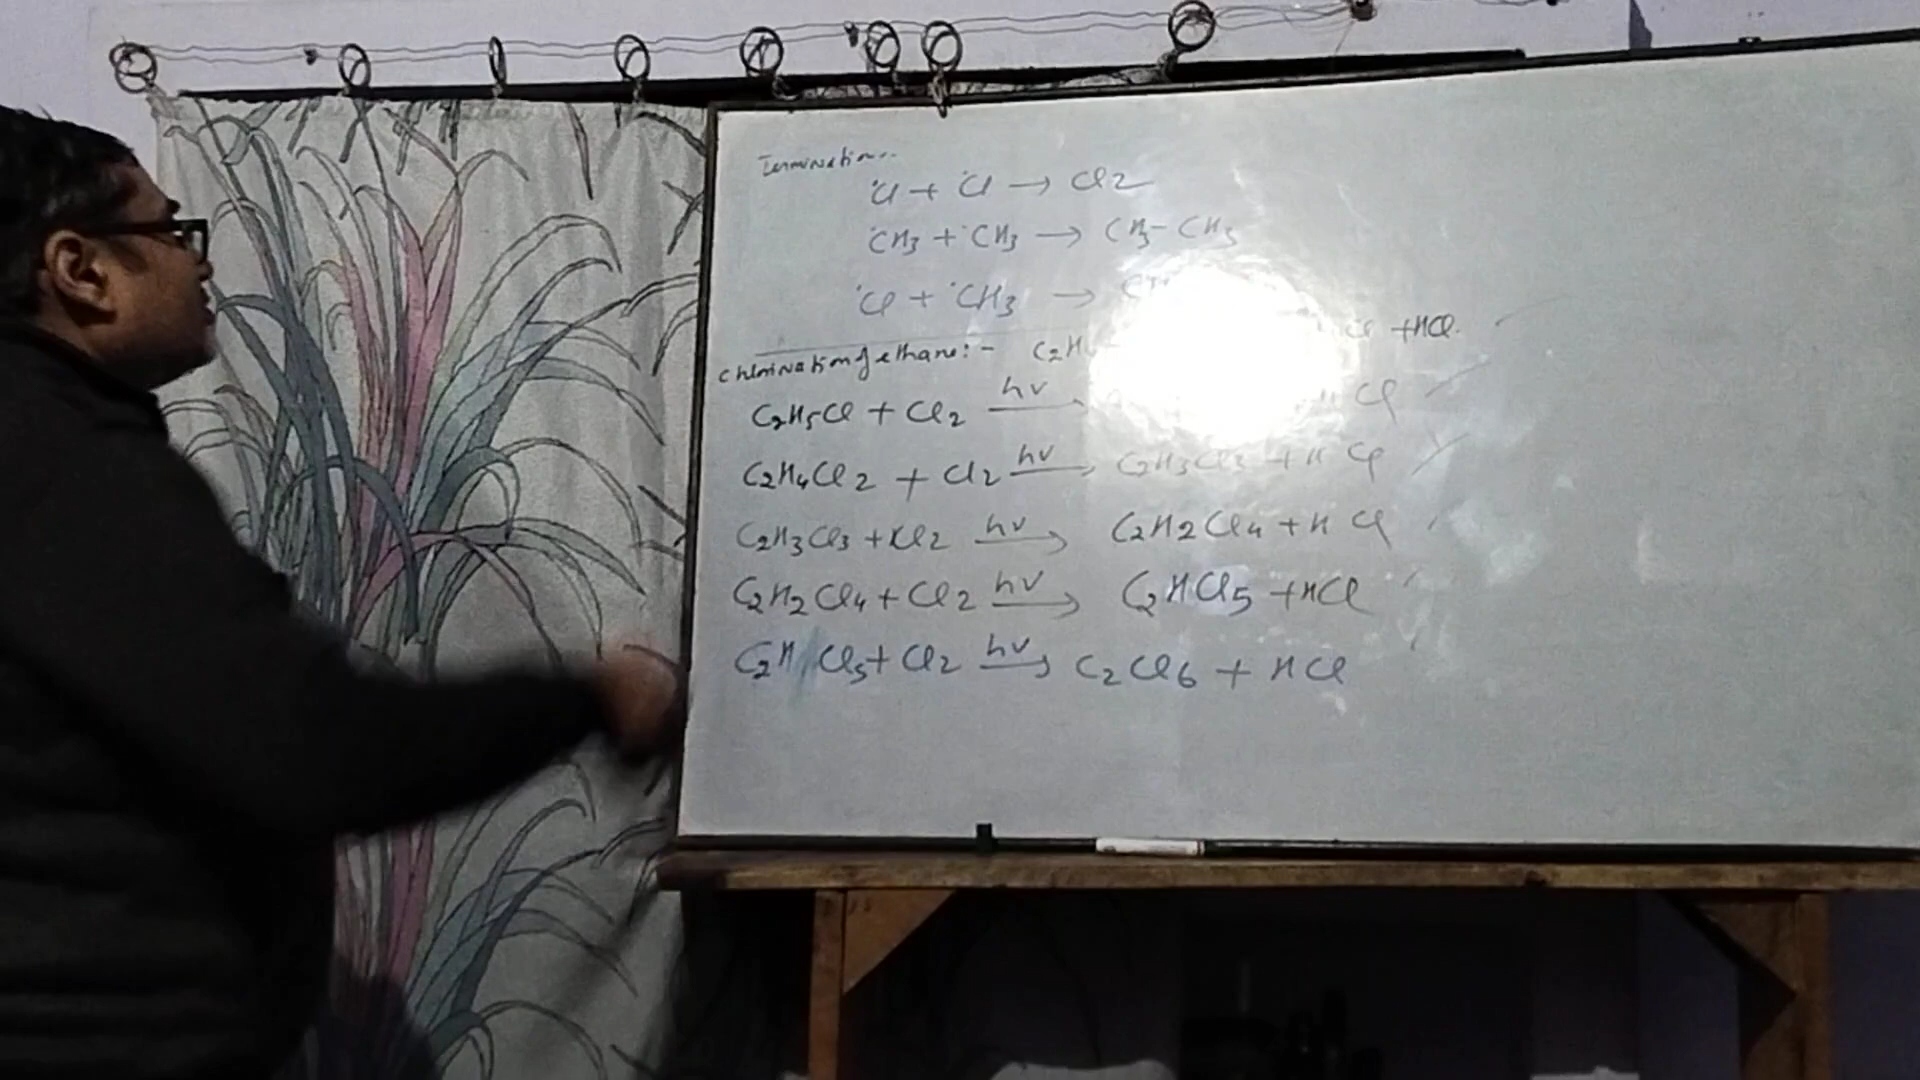 Termination:-
•Cl + •Cl → Cl2
•CH3 + •CH3 → CH3-CH3
•Cl + •CH3 →
Chlorination of ethane:- C2H Cl + HCl
C2H5Cl + Cl2 hv→ Cl
C2H4Cl2 + Cl2 hv→ C2H3Cl3 + HCl
C2H3Cl3 + Cl2 hv→ C2H2Cl4 + HCl
C2H2Cl4 + Cl2 hv→ C2HCl5 + HCl
C2H Cl5 + Cl2 hv→ C2Cl6 + HCl